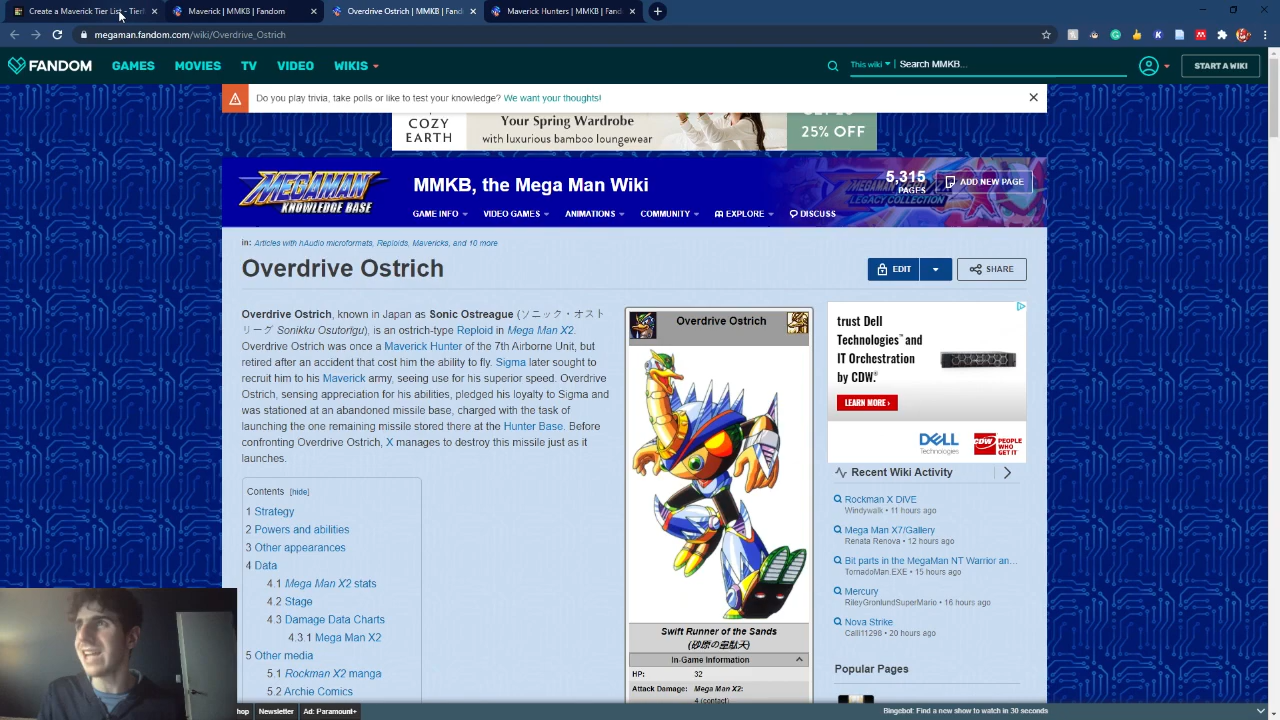 Create a Maverick Tier List - Tierl
Maverick | MMKB | Fandom
Overdrive Ostrich | MMKB | Fand
Maverick Hunters | MMKB | Fand
megaman.fandom.com/wiki/Overdrive_Ostrich
FANDOM GAMES MOVIES TV VIDEO WIKIS This wiki Search MMKB... START A WIKI
Do you play trivia, take polls or like to test your knowledge? We want your thoughts!
COZY
EARTH
Your Spring Wardrobe
with luxurious bamboo loungewear
25% OFF
MEGAMAN
KNOWLEDGE BASE
MMKB, the Mega Man Wiki
5,315
PAGES
ADD NEW PAGE
GAME INFO VIDEO GAMES ANIMATIONS COMMUNITY EXPLORE DISCUSS
in: Articles with hAudio microformats, Reploids, Mavericks, and 10 more
Overdrive Ostrich
EDIT
SHARE
Overdrive Ostrich, known in Japan as Sonic Ostreague (ソニック・オスト
リーグ Sonikku Osutorīgu), is an ostrich-type Reploid in Mega Man X2.
Overdrive Ostrich was once a Maverick Hunter of the 7th Airborne Unit, but
retired after an accident that cost him the ability to fly. Sigma later sought to
recruit him to his Maverick army, seeing use for his superior speed. Overdrive
Ostrich, sensing appreciation for his abilities, pledged his loyalty to Sigma and
was stationed at an abandoned missile base, charged with the task of
launching the one remaining missile stored there at the Hunter Base. Before
confronting Overdrive Ostrich, X manages to destroy this missile just as it
launches.
Contents [hide]
1 Strategy
2 Powers and abilities
3 Other appearances
4 Data
4.1 Mega Man X2 stats
4.2 Stage
4.3 Damage Data Charts
4.3.1 Mega Man X2
5 Other media
5.1 Rockman X2 manga
5.2 Archie Comics
Overdrive Ostrich
Swift Runner of the Sands
In-Game Information
HP: 32
Attack Damage: Mega Man X2:
4 (contact)
trust Dell
Technologies™ and
IT Orchestration
by CDW.®
LEARN MORE ›
DELL
Technologies
CDW PEOPLE
WHO
GET IT
Recent Wiki Activity
Rockman X DiVE
Windywalk • 11 hours ago
Mega Man X7/Gallery
Renata Renova • 12 hours ago
Bit parts in the MegaMan NT Warrior an...
TornadoMan.EXE • 15 hours ago
Mercury
RileyGronlundSuperMario • 16 hours ago
Nova Strike
Calli11298 • 20 hours ago
Popular Pages
hop Newsletter Ad: Paramount+
Bingebot: Find a new show to watch in 30 seconds